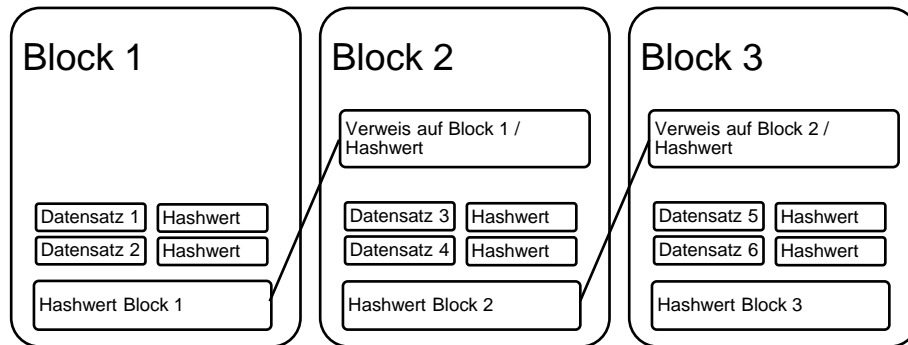 Block 1
Datensatz 1 Hashwert
Datensatz 2 Hashwert
Hashwert Block 1
Block 2
Verweis auf Block 1 /
Hashwert
Datensatz 3 Hashwert
Datensatz 4 Hashwert
Hashwert Block 2
Block 3
Verweis auf Block 2 /
Hashwert
Datensatz 5 Hashwert
Datensatz 6 Hashwert
Hashwert Block 3